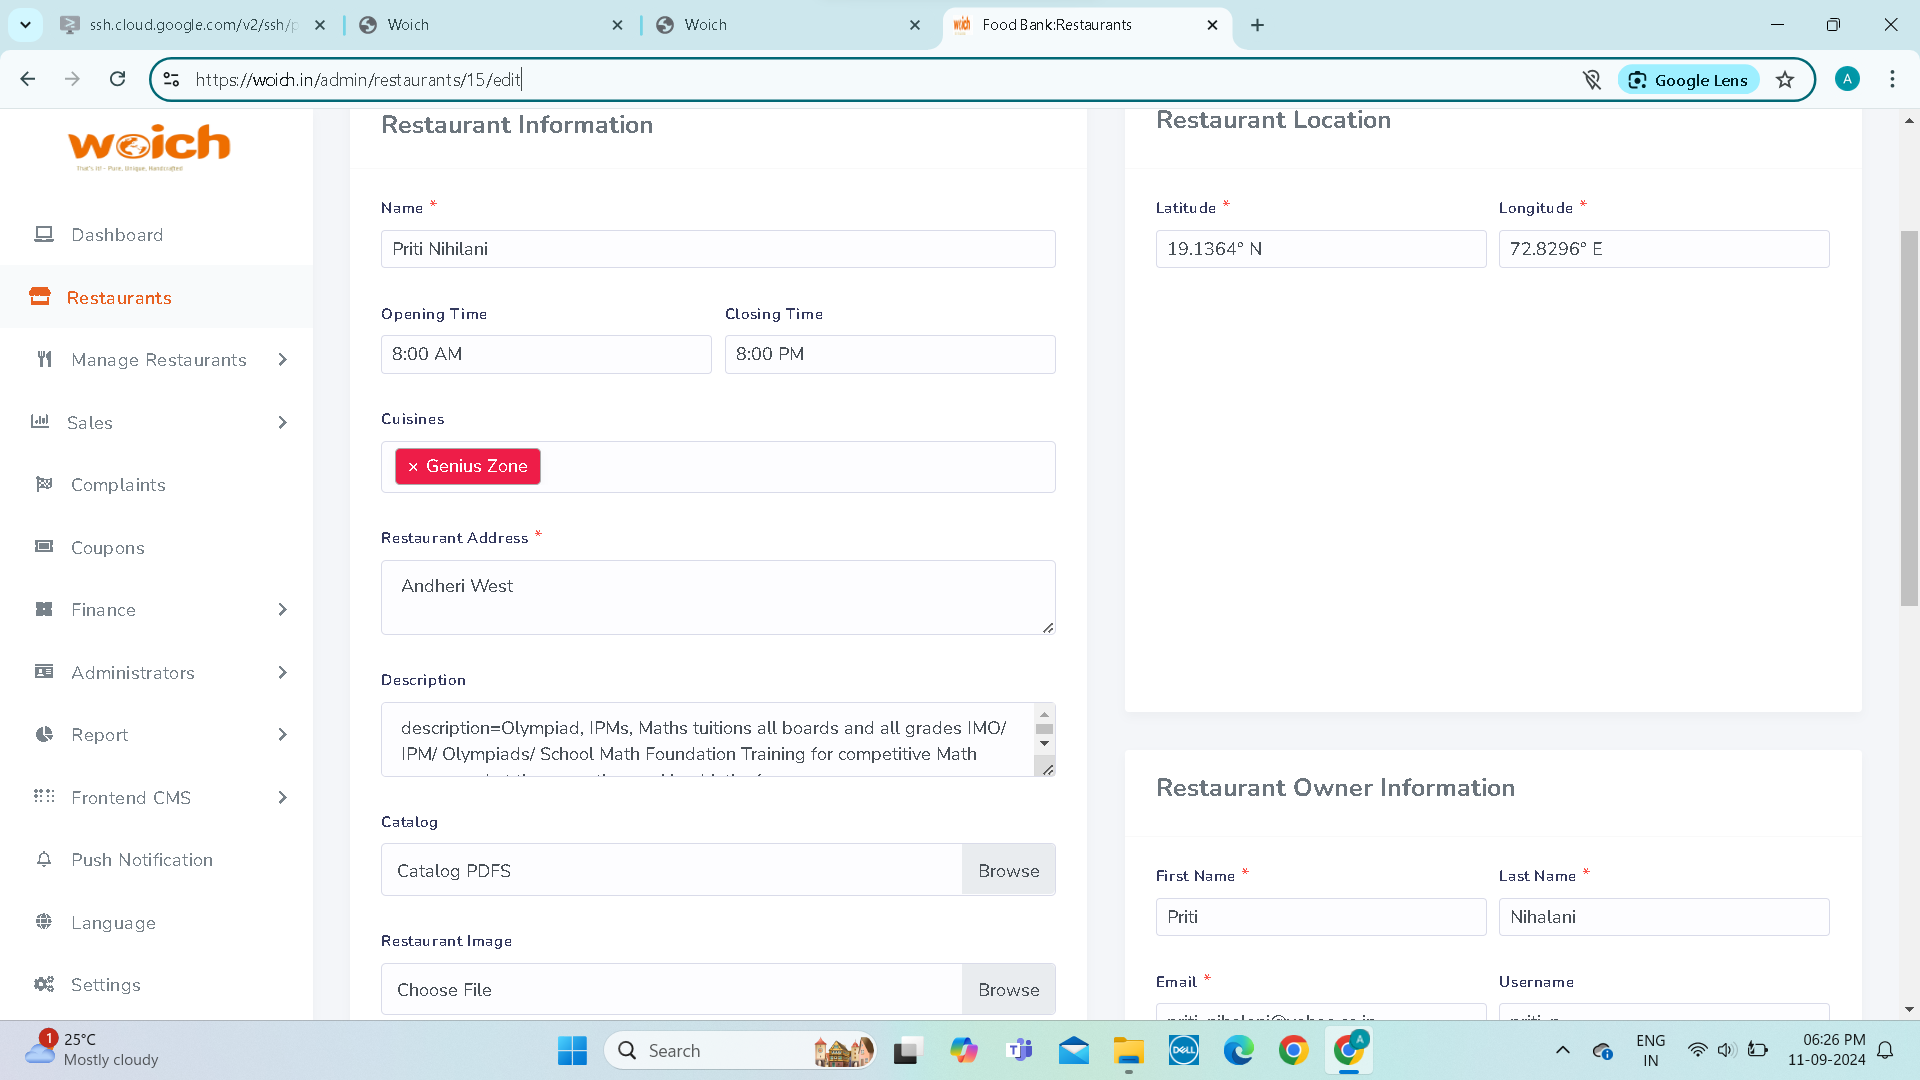 ssh.cloud.google.com/v2/ssh/p
Woich
Woich
Food Bank:Restaurants
https://woich.in/admin/restaurants/15/edit
Google Lens
A
woich
That's it! - Pure, Unique, Handcrafted
Dashboard
Restaurants
Manage Restaurants
Sales
Complaints
Coupons
Finance
Administrators
Report
Frontend CMS
Push Notification
Language
Settings
Restaurant Information
Name *
Priti Nihilani
Opening Time
Closing Time
8:00 AM
8:00 PM
Cuisines
× Genius Zone
Restaurant Address *
Andheri West
Description
description=Olympiad, IPMs, Maths tuitions all boards and all grades IMO/
IPM/ Olympiads/ School Math Foundation Training for competitive Math
Catalog
Catalog PDFS
Browse
Restaurant Image
Choose File
Browse
Restaurant Location
Latitude *
Longitude *
19.1364° N
72.8296° E
Restaurant Owner Information
First Name *
Last Name *
Priti
Nihalani
Email *
Username
1
25°C
Mostly cloudy
Search
DELL
A
ENG
IN
06:26 PM
11-09-2024